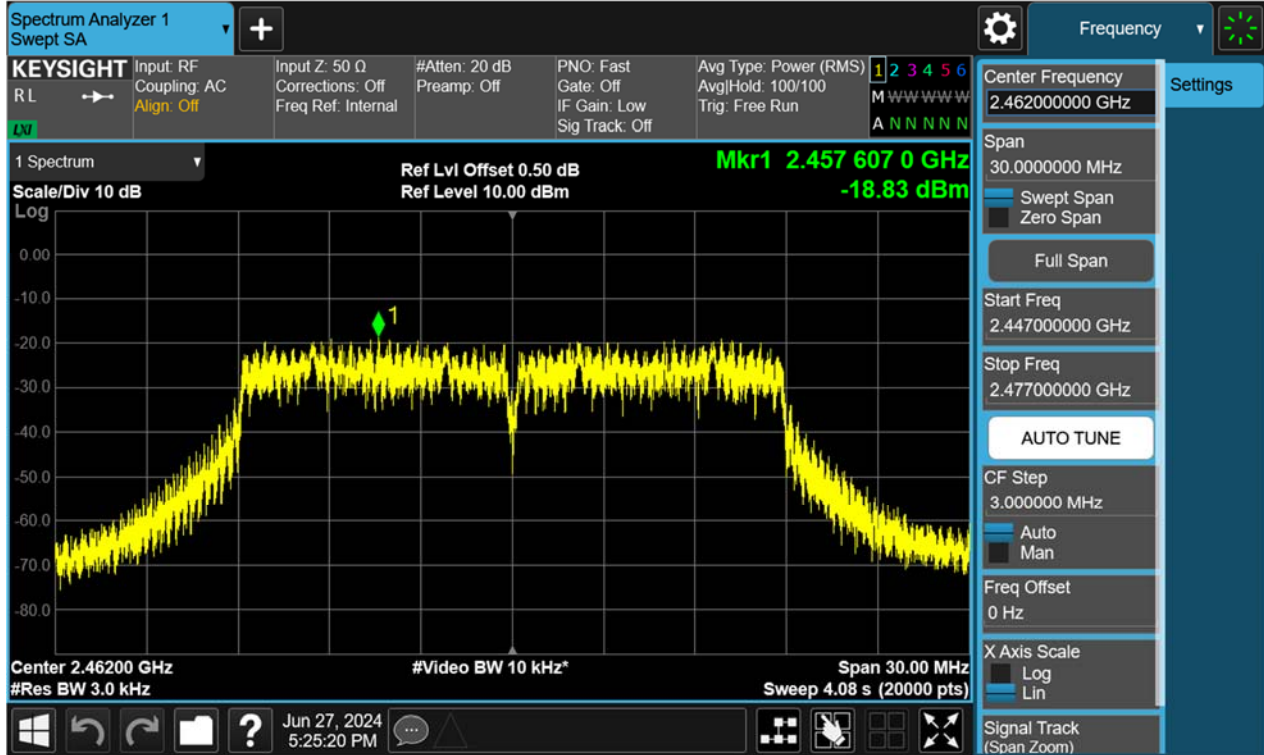 Spectrum Analyzer 1
Swept SA
+
Frequency
KEYSIGHT
RL
LXI
Input: RF
Coupling: AC
Align: Off
Input Z: 50 Ω
Corrections: Off
Freq Ref: Internal
#Atten: 20 dB
Preamp: Off
PNO: Fast
Gate: Off
IF Gain: Low
Sig Track: Off
Avg Type: Power (RMS)
Avg|Hold: 100/100
Trig: Free Run
1 2 3 4 5 6
M W W W W W W
A N N N N N
1 Spectrum
Scale/Div 10 dB
Ref Lvl Offset 0.50 dB
Ref Level 10.00 dBm
Mkr1 2.457 607 0 GHz
-18.83 dBm
Log
0.00
-10.0
-20.0
-30.0
-40.0
-50.0
-60.0
-70.0
-80.0
1
Center 2.46200 GHz
#Video BW 10 kHz*
Span 30.00 MHz
#Res BW 3.0 kHz
Sweep 4.08 s (20000 pts)
Center Frequency
2.462000000 GHz
Settings
Span
30.0000000 MHz
Swept Span
Zero Span
Full Span
Start Freq
2.447000000 GHz
Stop Freq
2.477000000 GHz
AUTO TUNE
CF Step
3.000000 MHz
Auto
Man
Freq Offset
0 Hz
X Axis Scale
Log
Lin
Signal Track
(Span Zoom)
?
Jun 27, 2024
5:25:20 PM